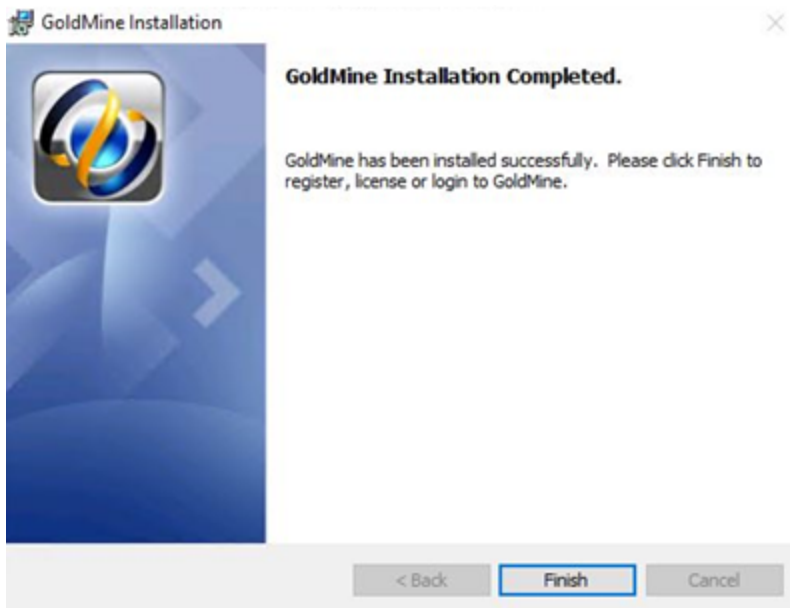 GoldMine Installation
GoldMine Installation Completed.
GoldMine has been installed successfully. Please click Finish to
register, license or login to GoldMine.
< Back
Finish
Cancel